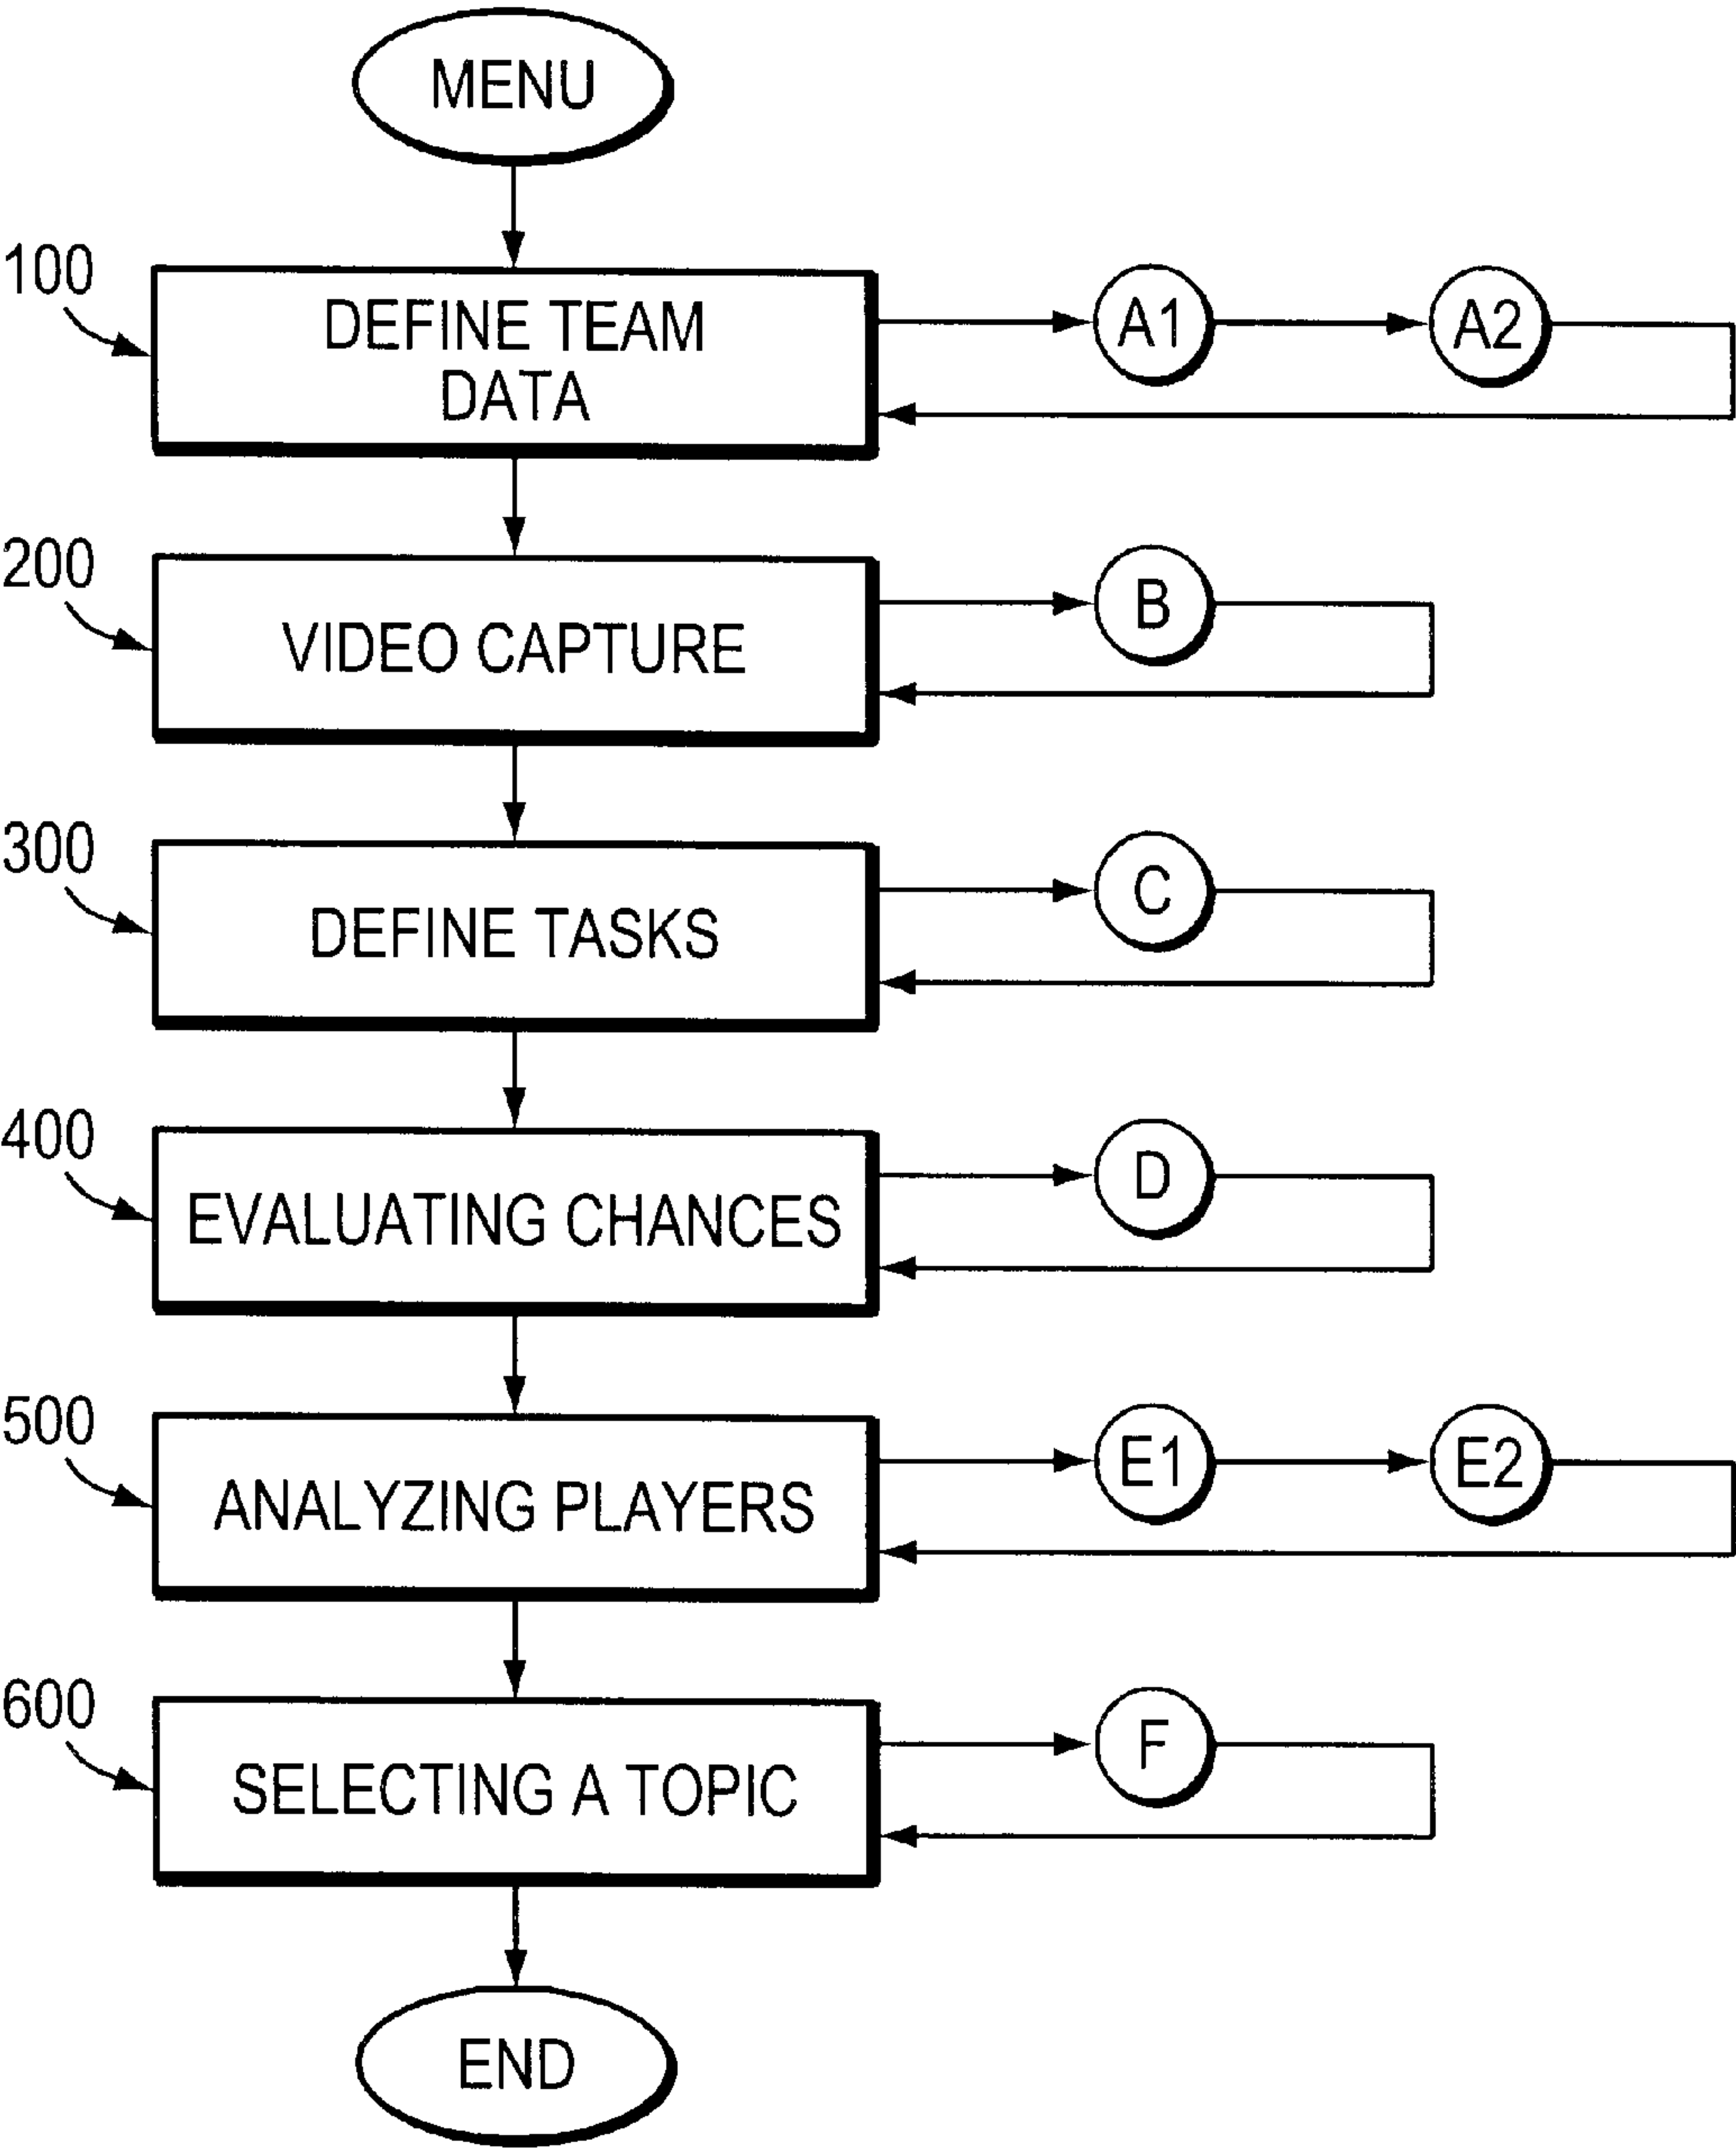 MENU
100
DEFINE TEAM
DATA
A1
A2
200
VIDEO CAPTURE
B
300
DEFINE TASKS
C
400
EVALUATING CHANCES
D
500
ANALYZING PLAYERS
E1
E2
600
SELECTING A TOPIC
F
END